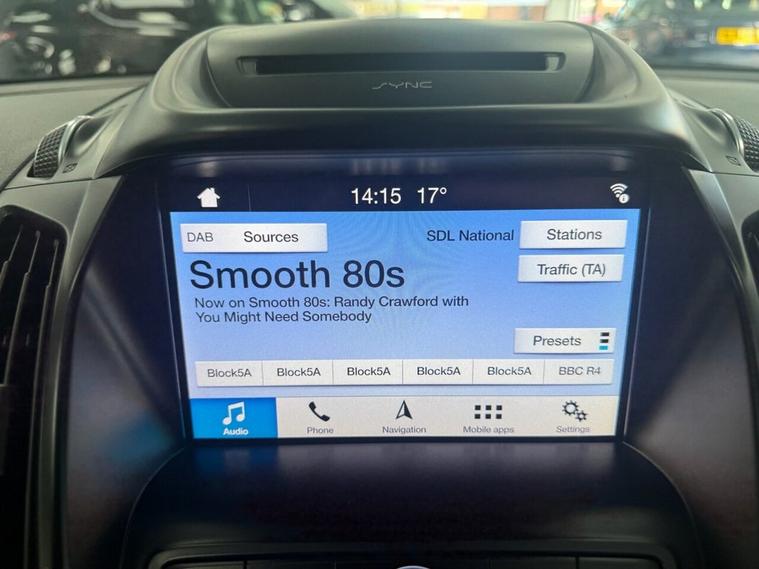 SYNC
14:15 17°
DAB Sources
SDL National
Stations
Smooth 80s
Traffic (TA)
Now on Smooth 80s: Randy Crawford with
You Might Need Somebody
Presets
Block5A Block5A Block5A Block5A Block5A BBC R4
Audio Phone Navigation Mobile apps Settings